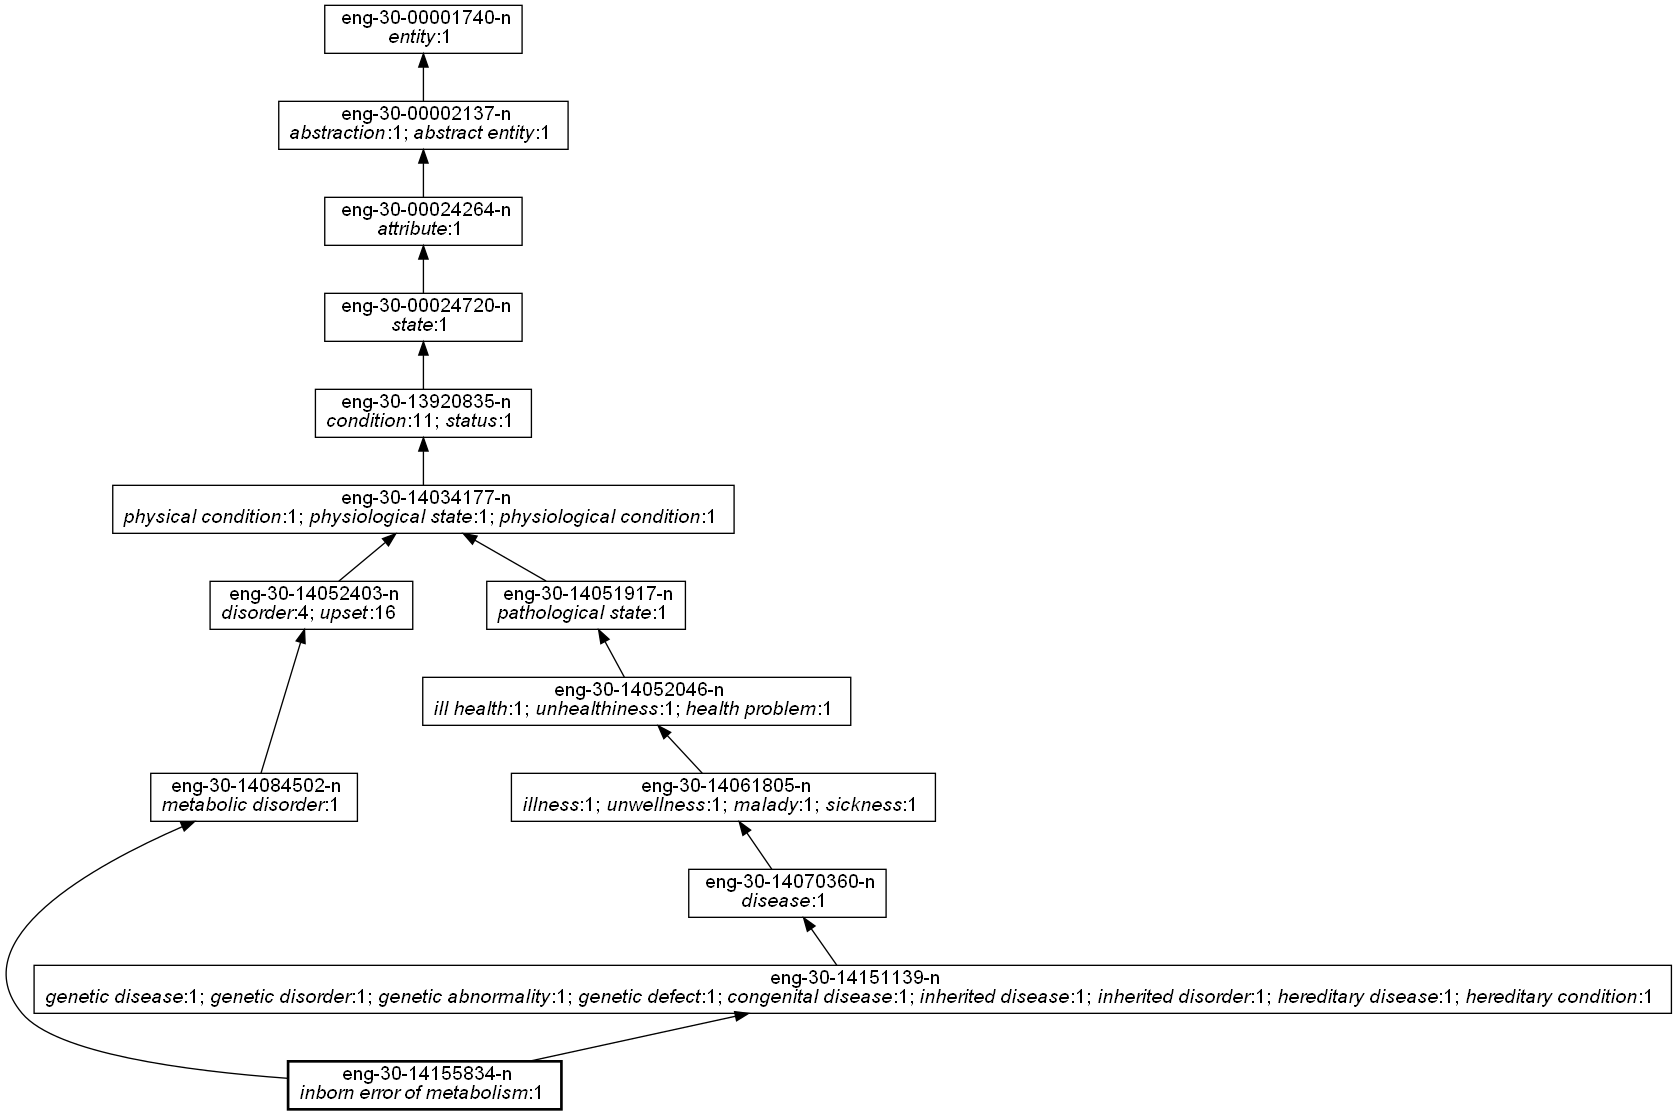 eng-30-00001740-n
entity:1
eng-30-00002137-n
abstraction:1; abstract entity:1
eng-30-00024264-n
attribute:1
eng-30-00024720-n
state:1
eng-30-13920835-n
condition:11; status:1
eng-30-14034177-n
physical condition:1; physiological state:1; physiological condition:1
eng-30-14052403-n
disorder:4; upset:16
eng-30-14051917-n
pathological state:1
eng-30-14052046-n
ill health:1; unhealthiness:1; health problem:1
eng-30-14084502-n
metabolic disorder:1
eng-30-14061805-n
illness:1; unwellness:1; malady:1; sickness:1
eng-30-14070360-n
disease:1
eng-30-14151139-n
genetic disease:1; genetic disorder:1; genetic abnormality:1; genetic defect:1; congenital disease:1; inherited disease:1; inherited disorder:1; hereditary disease:1; hereditary condition:1
eng-30-14155834-n
inborn error of metabolism:1